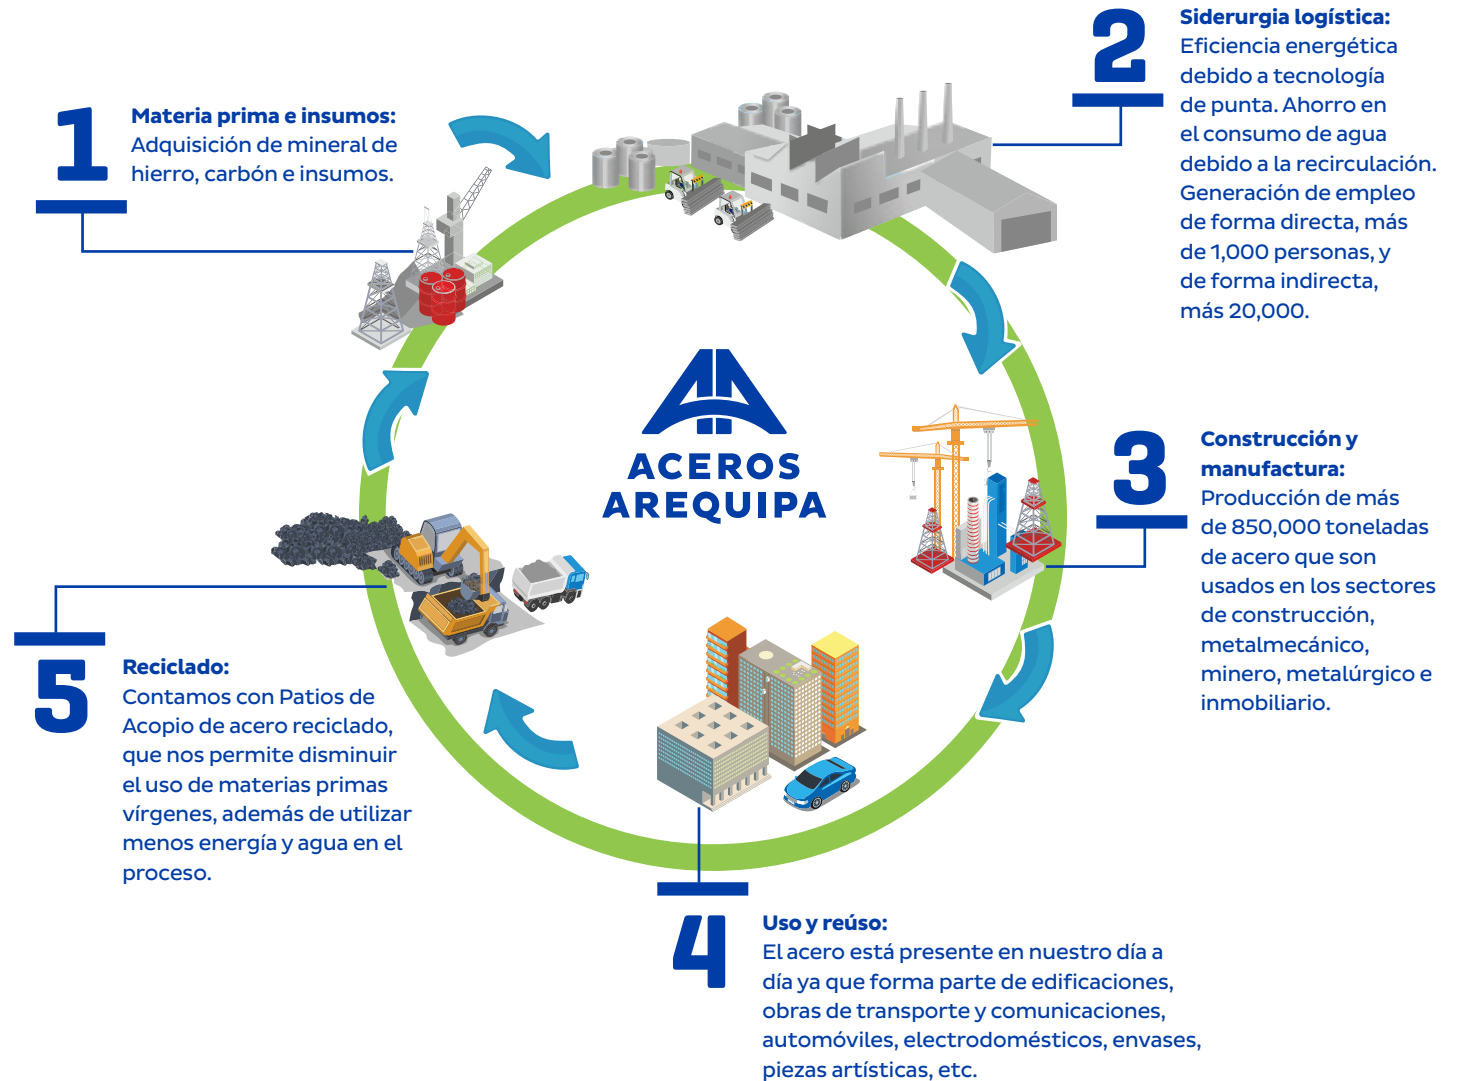 1
Materia prima e insumos:
Adquisición de mineral de
hierro, carbón e insumos.
2
Siderurgia logística:
Eficiencia energética
debido a tecnología
de punta. Ahorro en
el consumo de agua
debido a la recirculación.
Generación de empleo
de forma directa, más
de 1,000 personas, y
de forma indirecta,
más 20,000.
ACEROS
AREQUIPA
3
Construcción y
manufactura:
Producción de más
de 850,000 toneladas
de acero que son
usados en los sectores
de construcción,
metalmecánico,
minero, metalúrgico e
inmobiliario.
4
Uso y reúso:
El acero está presente en nuestro día a
día ya que forma parte de edificaciones,
obras de transporte y comunicaciones,
automóviles, electrodomésticos, envases,
piezas artísticas, etc.
5
Reciclado:
Contamos con Patios de
Acopio de acero reciclado,
que nos permite disminuir
el uso de materias primas
vírgenes, además de utilizar
menos energía y agua en el
proceso.